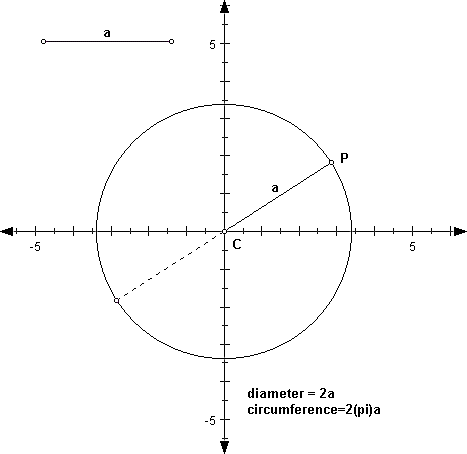 a
5
P
a
-5
C
5
diameter = 2a
circumference=2(pi)a
-5